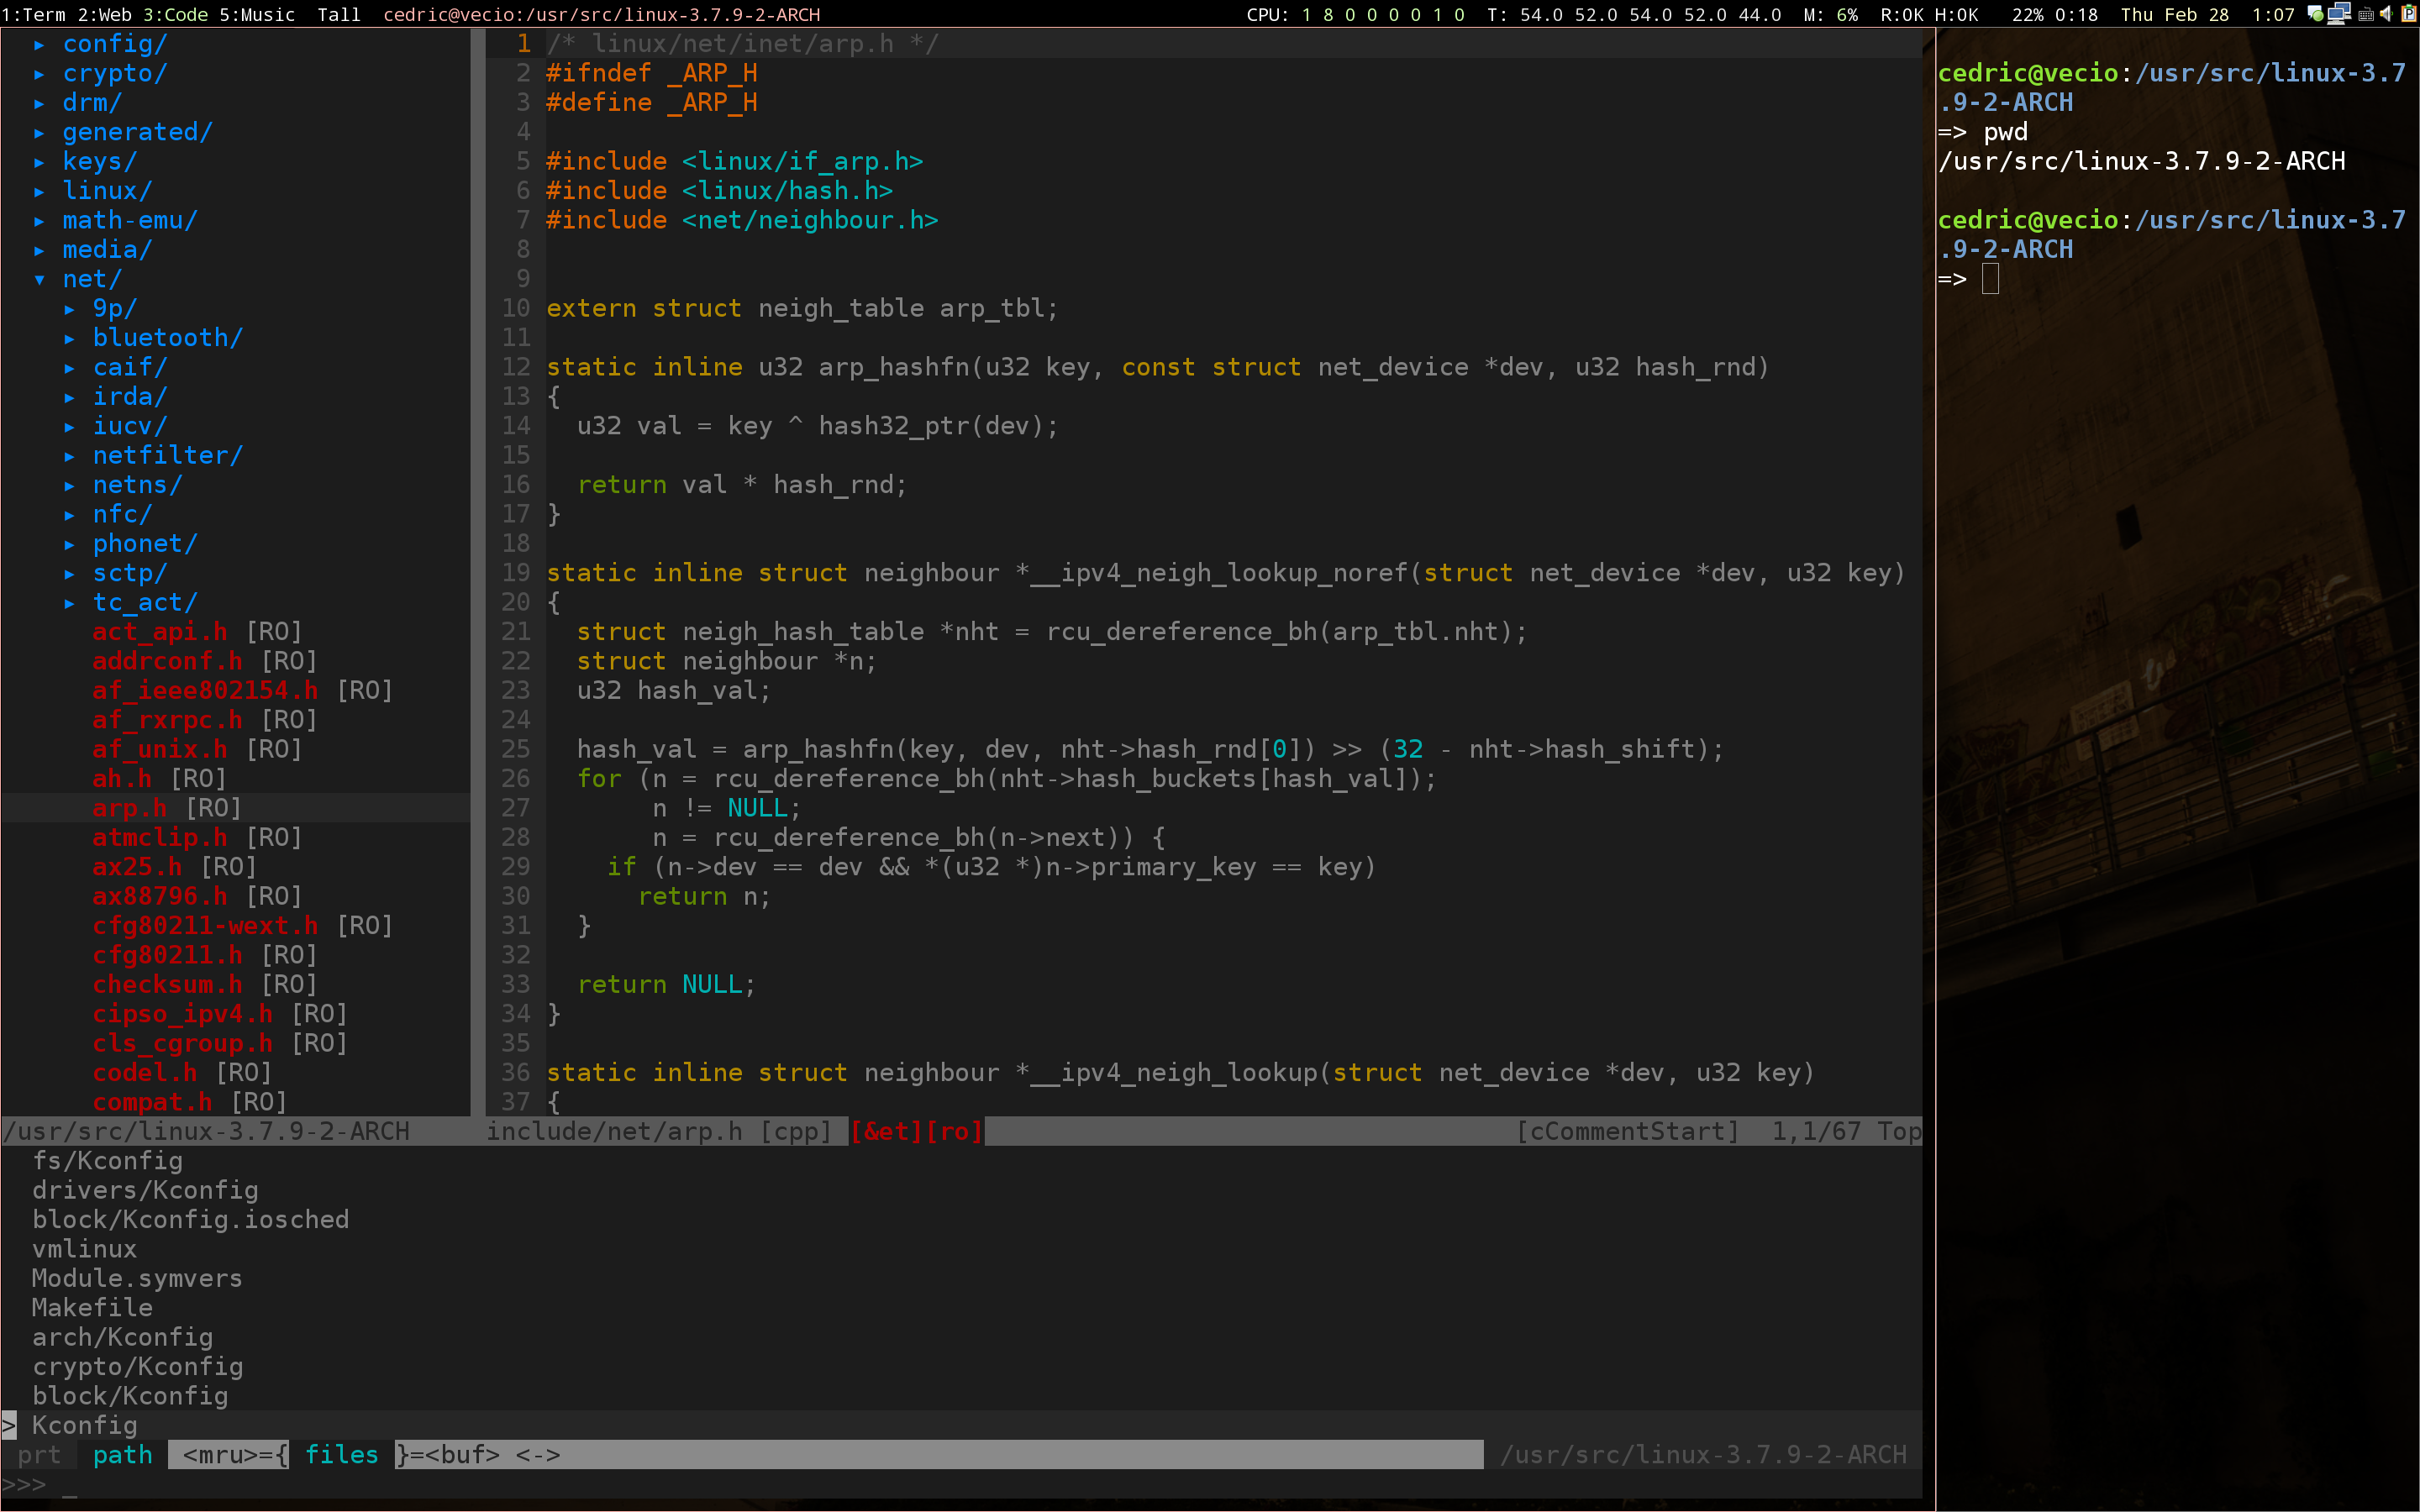 1:Term 2:Web 3:Code 5:Music  Tall  cedric@vecio:/usr/src/linux-3.7.9-2-ARCH
CPU: 1 8 0 0 0 0 1 0  T: 54.0 52.0 54.0 52.0 44.0  M: 6%  R:0K H:0K  22% 0:18  Thu Feb 28  1:07
▸ config/
▸ crypto/
▸ drm/
▸ generated/
▸ keys/
▸ linux/
▸ math-emu/
▸ media/
▾ net/
▸ 9p/
▸ bluetooth/
▸ caif/
▸ irda/
▸ iucv/
▸ netfilter/
▸ netns/
▸ nfc/
▸ phonet/
▸ sctp/
▸ tc_act/
act_api.h [RO]
addrconf.h [RO]
af_ieee802154.h [RO]
af_rxrpc.h [RO]
af_unix.h [RO]
ah.h [RO]
arp.h [RO]
atmclip.h [RO]
ax25.h [RO]
ax88796.h [RO]
cfg80211-wext.h [RO]
cfg80211.h [RO]
checksum.h [RO]
cipso_ipv4.h [RO]
cls_cgroup.h [RO]
codel.h [RO]
compat.h [RO]
/usr/src/linux-3.7.9-2-ARCH
1 /* linux/net/inet/arp.h */
2 #ifndef _ARP_H
3 #define _ARP_H
4
5 #include <linux/if_arp.h>
6 #include <linux/hash.h>
7 #include <net/neighbour.h>
8
9
10 extern struct neigh_table arp_tbl;
11
12 static inline u32 arp_hashfn(u32 key, const struct net_device *dev, u32 hash_rnd)
13 {
14   u32 val = key ^ hash32_ptr(dev);
15
16   return val * hash_rnd;
17 }
18
19 static inline struct neighbour *__ipv4_neigh_lookup_noref(struct net_device *dev, u32 key)
20 {
21   struct neigh_hash_table *nht = rcu_dereference_bh(arp_tbl.nht);
22   struct neighbour *n;
23   u32 hash_val;
24
25   hash_val = arp_hashfn(key, dev, nht->hash_rnd[0]) >> (32 - nht->hash_shift);
26   for (n = rcu_dereference_bh(nht->hash_buckets[hash_val]);
27        n != NULL;
28        n = rcu_dereference_bh(n->next)) {
29     if (n->dev == dev && *(u32 *)n->primary_key == key)
30       return n;
31   }
32
33   return NULL;
34 }
35
36 static inline struct neighbour *__ipv4_neigh_lookup(struct net_device *dev, u32 key)
37 {
include/net/arp.h [cpp] [&et][ro] [cCommentStart]  1,1/67 Top
fs/Kconfig
drivers/Kconfig
block/Kconfig.iosched
vmlinux
Module.symvers
Makefile
arch/Kconfig
crypto/Kconfig
block/Kconfig
> Kconfig
prt  path  <mru>={ files }=<buf> <->  /usr/src/linux-3.7.9-2-ARCH
>>> _
cedric@vecio:/usr/src/linux-3.7
.9-2-ARCH
=> pwd
/usr/src/linux-3.7.9-2-ARCH
cedric@vecio:/usr/src/linux-3.7
.9-2-ARCH
=>